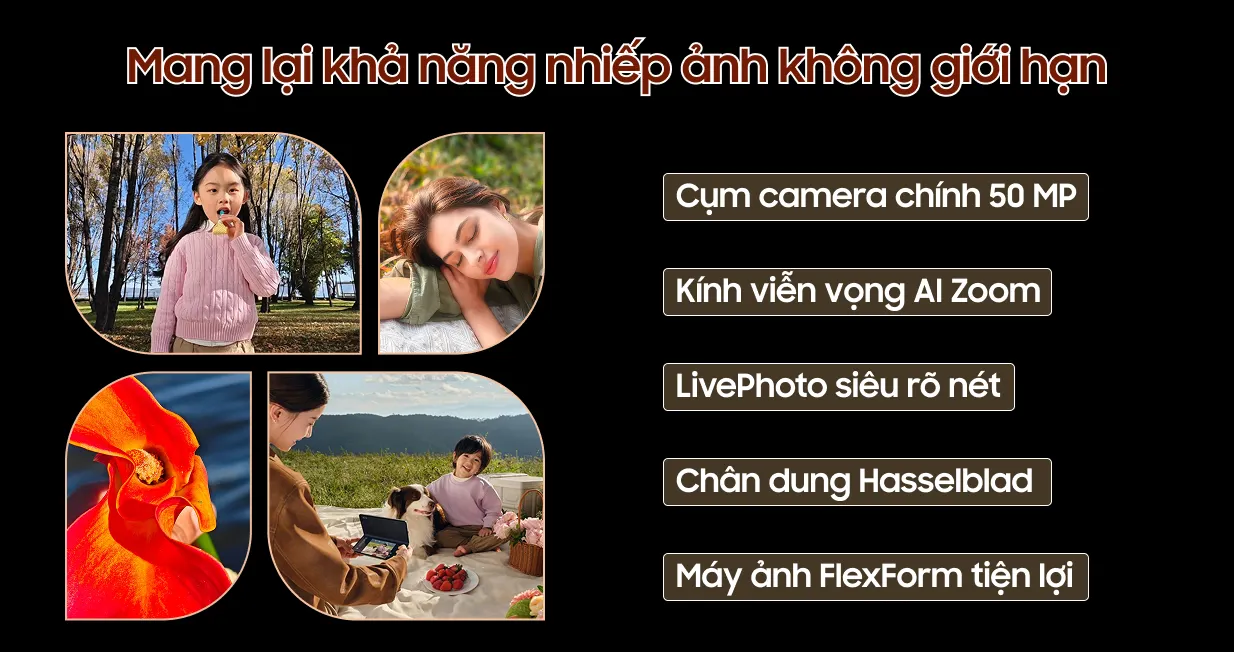 Mang lại khả năng nhiếp ảnh không giới hạn
Cụm camera chính 50 MP
Kính viễn vọng AI Zoom
LivePhoto siêu rõ nét
Chân dung Hasselblad
Máy ảnh FlexForm tiện lợi